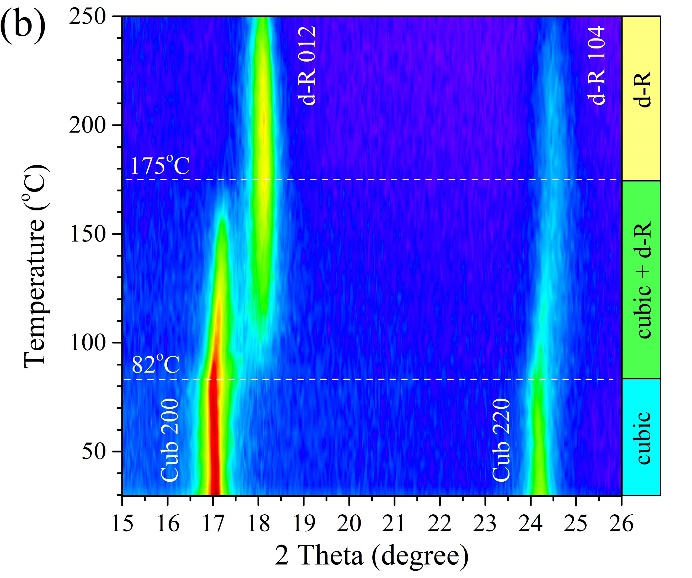 (b)
250
200
150
100
50
Temperature (°C)
d-R 012
d-R 104
175°C
82°C
Cub 200
Cub 220
d-R
cubic + d-R
cubic
15 16 17 18 19 20 21 22 23 24 25 26
2 Theta (degree)